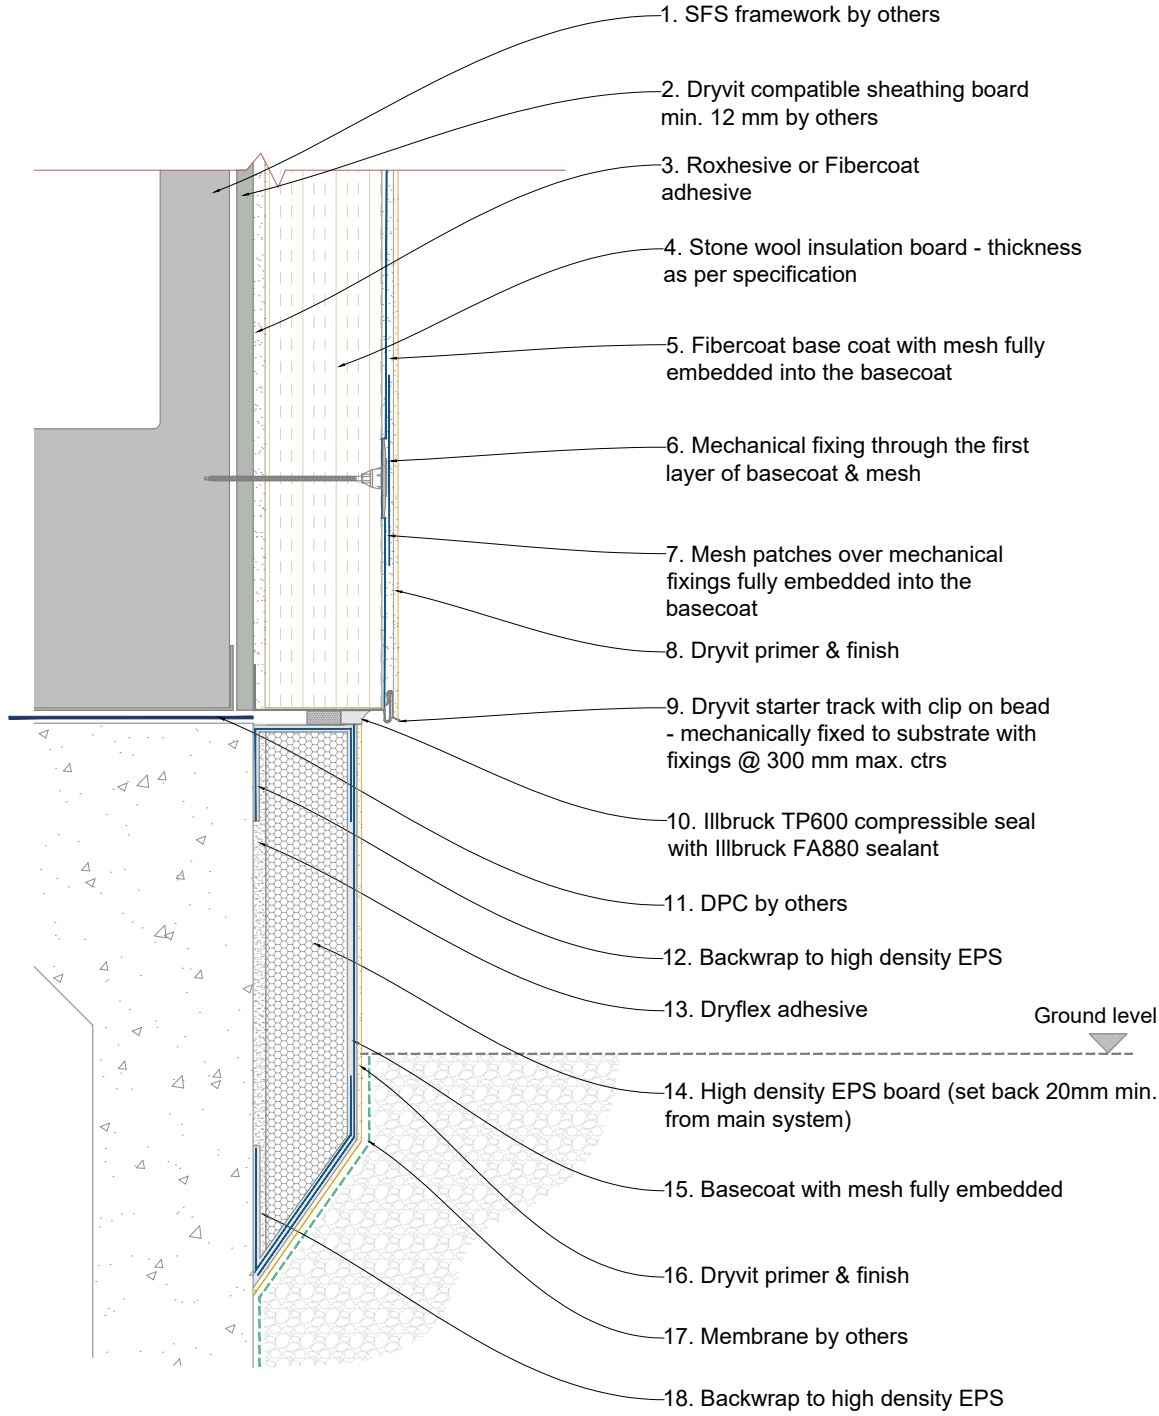 1. SFS framework by others
2. Dryvit compatible sheathing board
min. 12 mm by others
3. Roxhesive or Fibercoat
adhesive
4. Stone wool insulation board - thickness
as per specification
5. Fibercoat base coat with mesh fully
embedded into the basecoat
6. Mechanical fixing through the first
layer of basecoat & mesh
7. Mesh patches over mechanical
fixings fully embedded into the
basecoat
8. Dryvit primer & finish
9. Dryvit starter track with clip on bead
- mechanically fixed to substrate with
fixings @ 300 mm max. ctrs
10. Illbruck TP600 compressible seal
with Illbruck FA880 sealant
11. DPC by others
12. Backwrap to high density EPS
13. Dryflex adhesive
Ground level
14. High density EPS board (set back 20mm min.
from main system)
15. Basecoat with mesh fully embedded
16. Dryvit primer & finish
17. Membrane by others
18. Backwrap to high density EPS